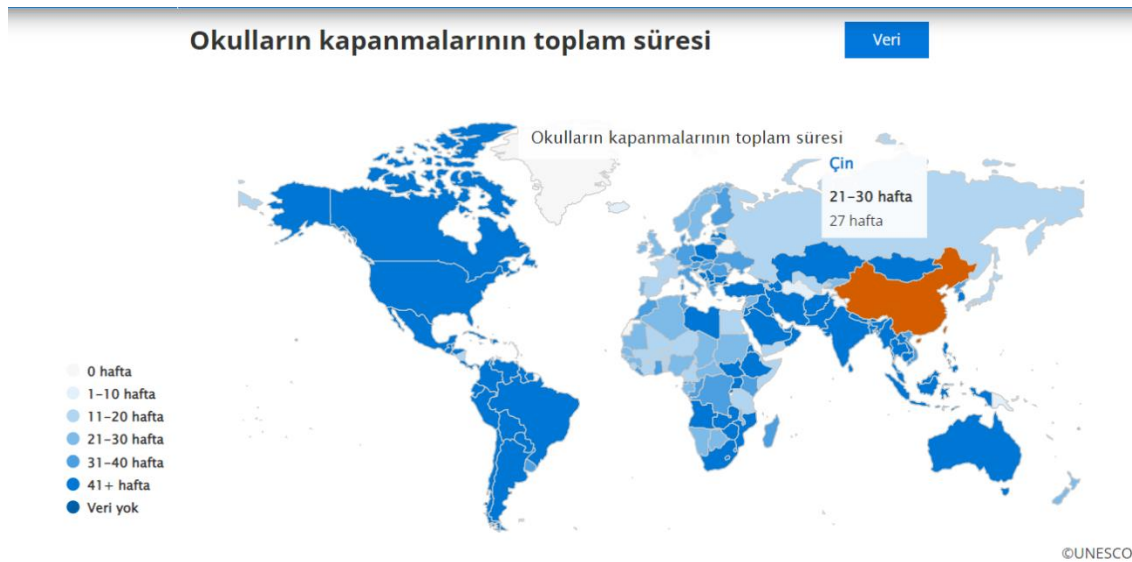 Okulların kapanmalarının toplam süresi
Veri
Okulların kapanmalarının toplam süresi
Çin
21–30 hafta
27 hafta
0 hafta
1–10 hafta
11–20 hafta
21–30 hafta
31–40 hafta
41+ hafta
Veri yok
©UNESCO